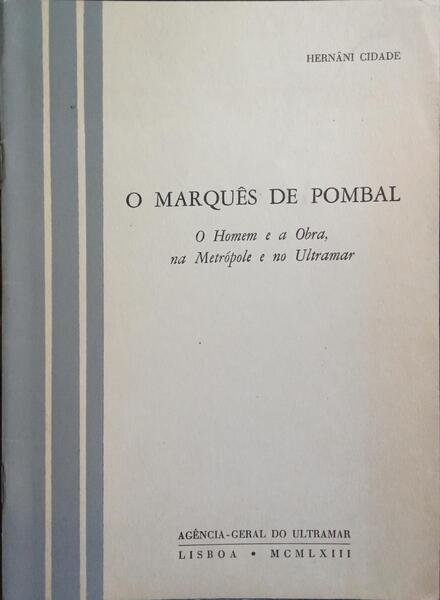 HERNÂNI CIDADE
O MARQUÊS DE POMBAL
O Homem e a Obra,
na Metrópole e no Ultramar
AGÊNCIA-GERAL DO ULTRAMAR
LISBOA • MCMLXIII